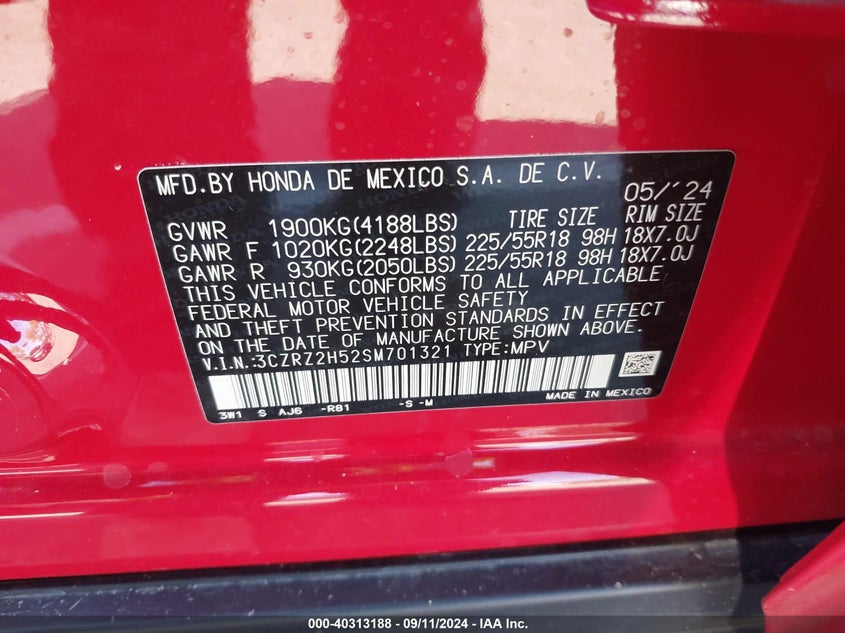 MFD.BY HONDA DE MEXICO S.A. DE C.V.
05/'24
GVWR 1900KG(4188LBS) TIRE SIZE RIM SIZE
GAWR F 1020KG(2248LBS) 225/55R18 98H 18X7.0J
GAWR R 930KG(2050LBS) 225/55R18 98H 18X7.0J
THIS VEHICLE CONFORMS TO ALL APPLICABLE
FEDERAL MOTOR VEHICLE SAFETY
AND THEFT PREVENTION STANDARDS IN EFFECT
ON THE DATE OF MANUFACTURE SHOWN ABOVE.
V.I.N.:3CZRZ2H52SM701321 TYPE:MPV
3W1 S AJ6 -R81 -S -M
MADE IN MEXICO
000-40313188 - 09/11/2024 - IAA Inc.